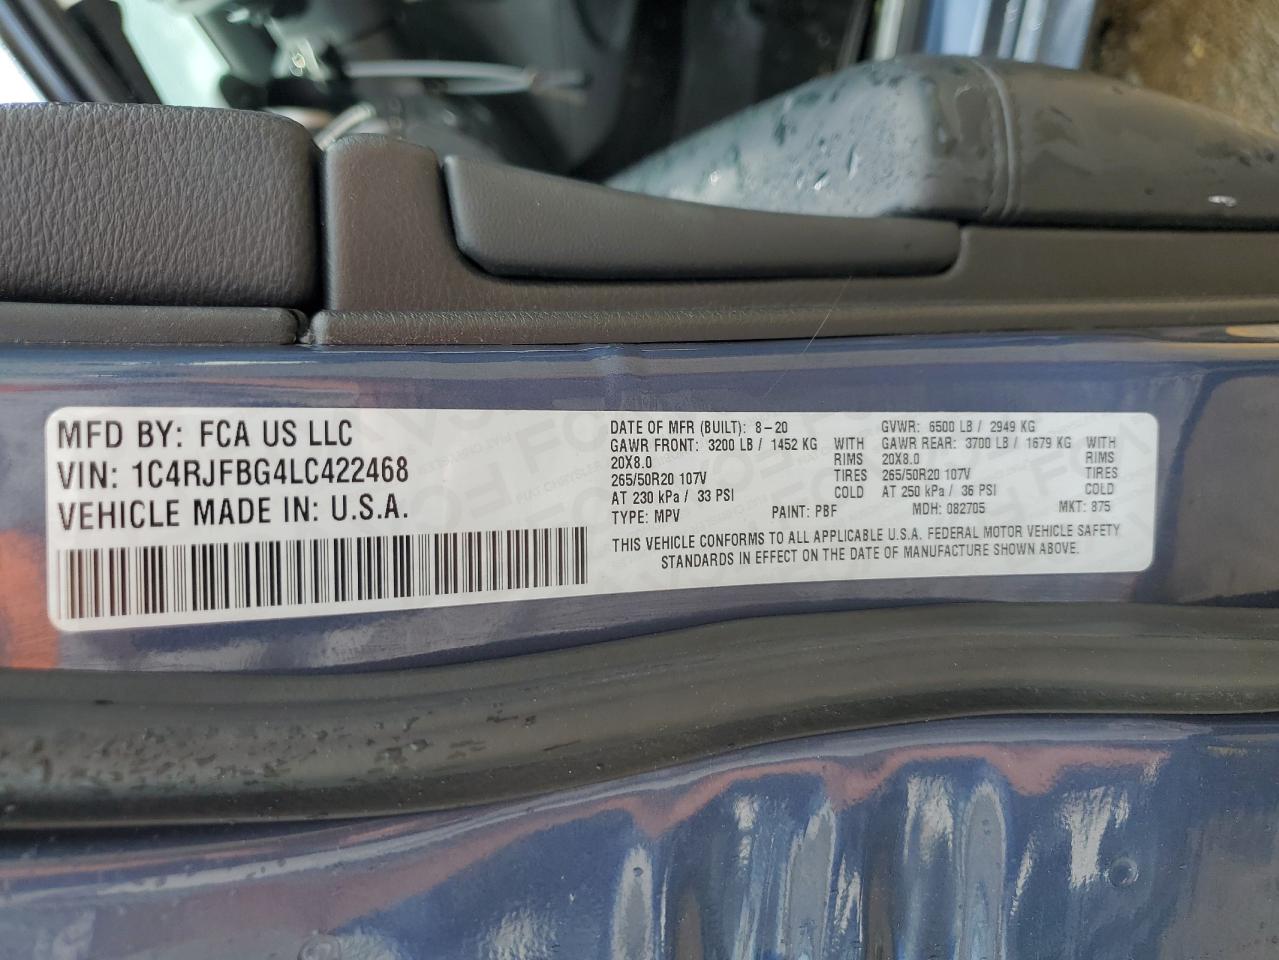 MFD BY: FCA US LLC
VIN: 1C4RJFBG4LC422468
VEHICLE MADE IN: U.S.A.
DATE OF MFR (BUILT): 8-20 GVWR: 6500 LB / 2949 KG
GAWR FRONT: 3200 LB / 1452 KG WITH GAWR REAR: 3700 LB / 1679 KG WITH
20X8.0 RIMS 20X8.0 RIMS
265/50R20 107V TIRES 265/50R20 107V TIRES
AT 230 kPa / 33 PSI COLD AT 250 kPa / 36 PSI COLD
TYPE: MPV PAINT: PBF MDH: 082705 MKT: 875
THIS VEHICLE CONFORMS TO ALL APPLICABLE U.S.A. FEDERAL MOTOR VEHICLE SAFETY
STANDARDS IN EFFECT ON THE DATE OF MANUFACTURE SHOWN ABOVE.